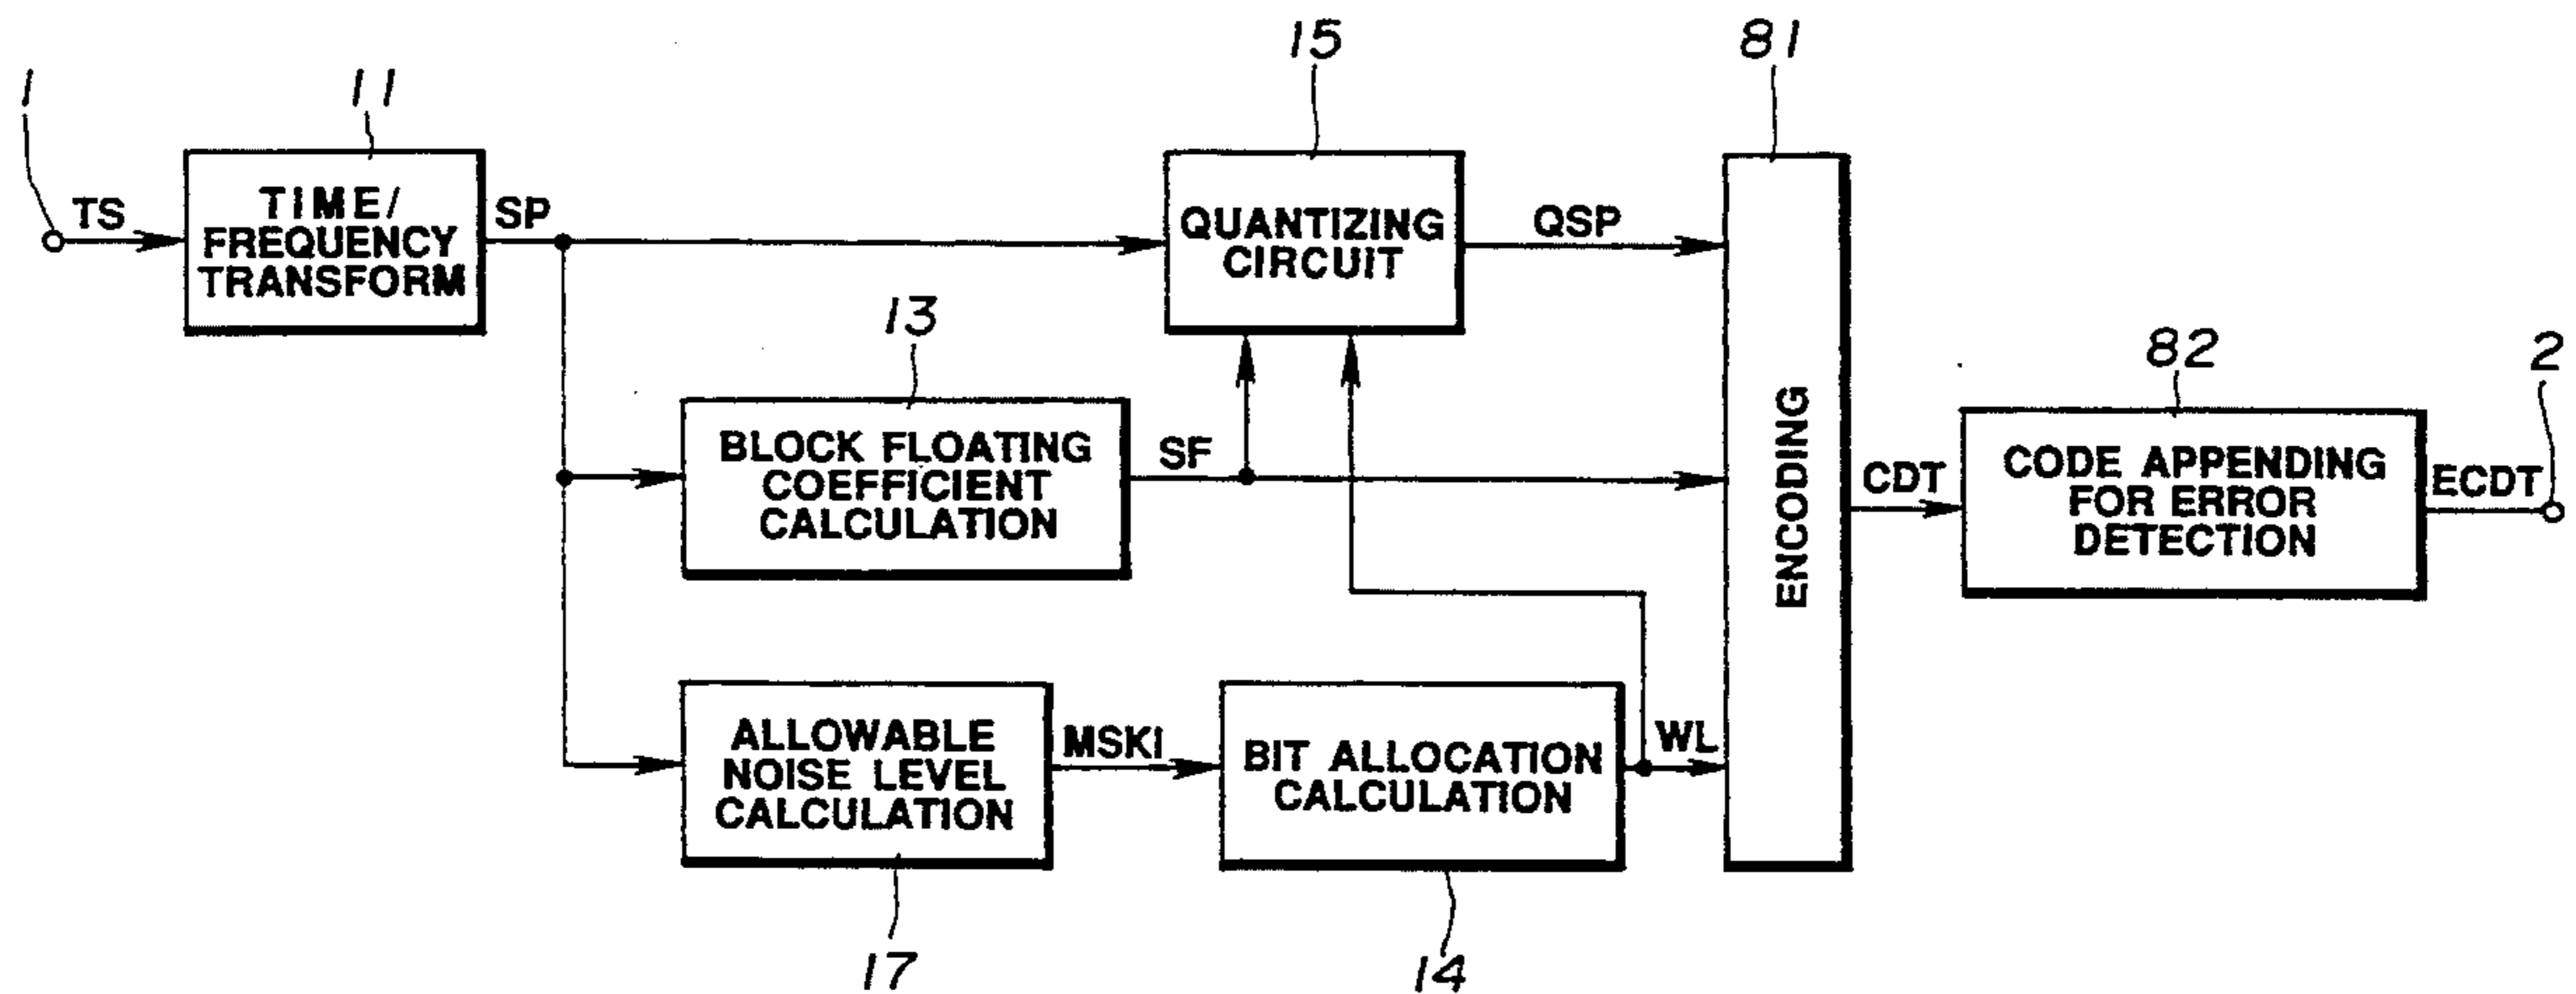 1
TS
11
TIME/
FREQUENCY
TRANSFORM
SP
15
QUANTIZING
CIRCUIT
QSP
81
ENCODING
13
BLOCK FLOATING
COEFFICIENT
CALCULATION
SF
17
ALLOWABLE
NOISE LEVEL
CALCULATION
MSKI
14
BIT ALLOCATION
CALCULATION
WL
CDT
82
CODE APPENDING
FOR ERROR
DETECTION
ECDT
2